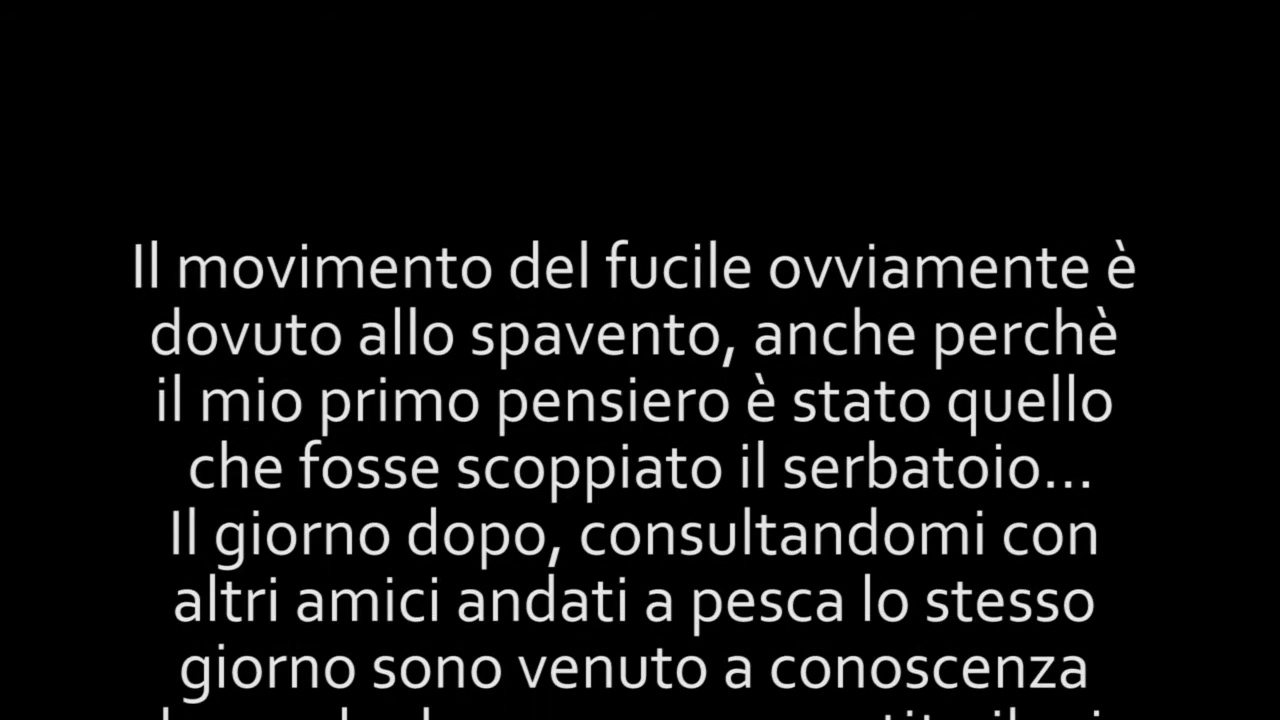 Il movimento del fucile ovviamente è
dovuto allo spavento, anche perchè
il mio primo pensiero è stato quello
che fosse scoppiato il serbatoio...
Il giorno dopo, consultandomi con
altri amici andati a pesca lo stesso
giorno sono venuto a conoscenza